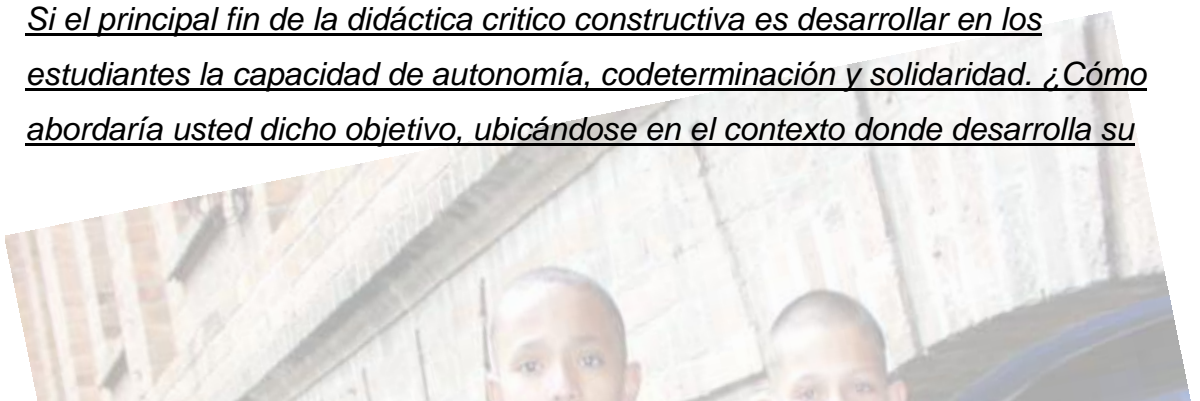 Si el principal fin de la didáctica critico constructiva es desarrollar en los
estudiantes la capacidad de autonomía, codeterminación y solidaridad. ¿Cómo
abordaría usted dicho objetivo, ubicándose en el contexto donde desarrolla su